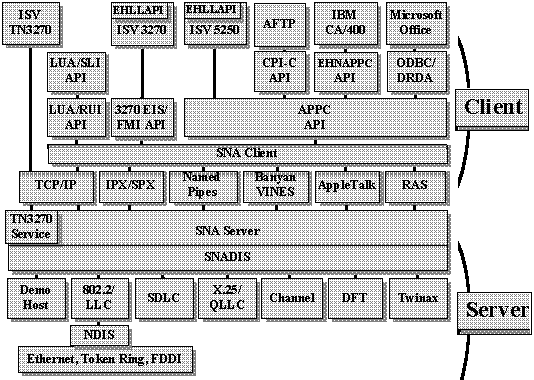 ISV
TN3270
EHLLAPI
ISV 3270
EHLLAPI
ISV 5250
AFTP
IBM
CA/400
Microsoft
Office
LUA/SLI
API
CPI-C
API
EHNAPPC
API
ODBC/
DRDA
LUA/RUI
API
3270 EIS/
FMI API
APPC
API
Client
SNA Client
TCP/IP
IPX/SPX
Named
Pipes
Banyan
VINES
AppleTalk
RAS
TN3270
Service
SNA Server
SNADIS
Demo
Host
802.2/
LLC
SDLC
X.25/
QLLC
Channel
DFT
Twinax
Server
NDIS
Ethernet, Token Ring, FDDI